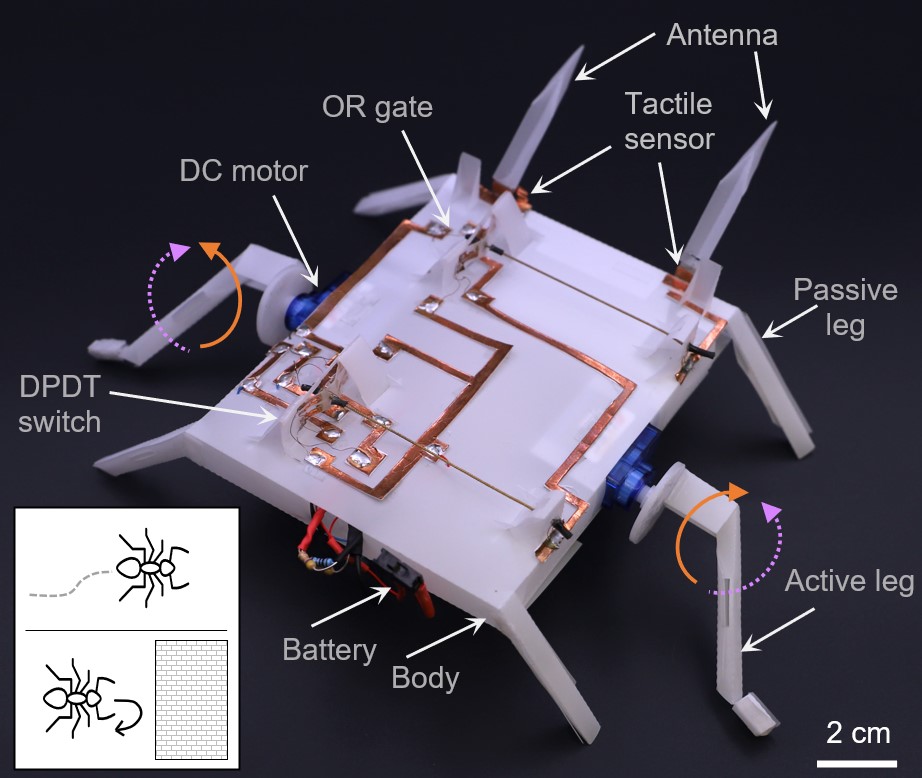 Antenna
OR gate
Tactile
sensor
DC motor
Passive
leg
DPDT
switch
Active leg
Battery
Body
2 cm